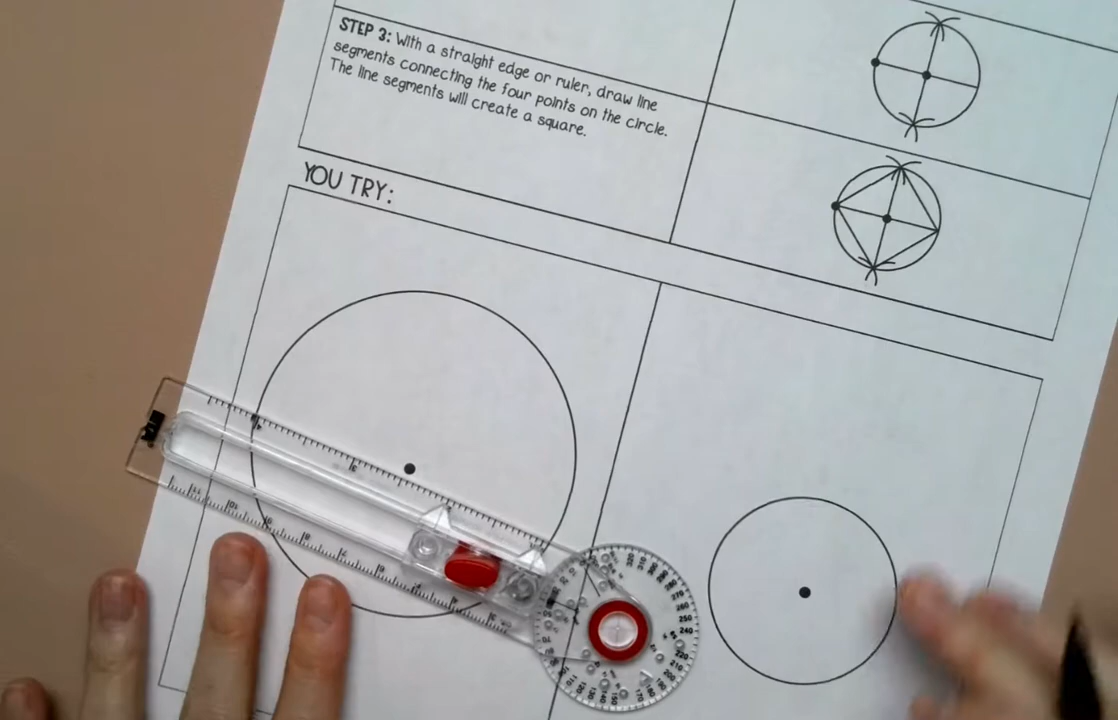 STEP 3: With a straight edge or ruler, draw line
segments connecting the four points on the circle.
The line segments will create a square.
YOU TRY: